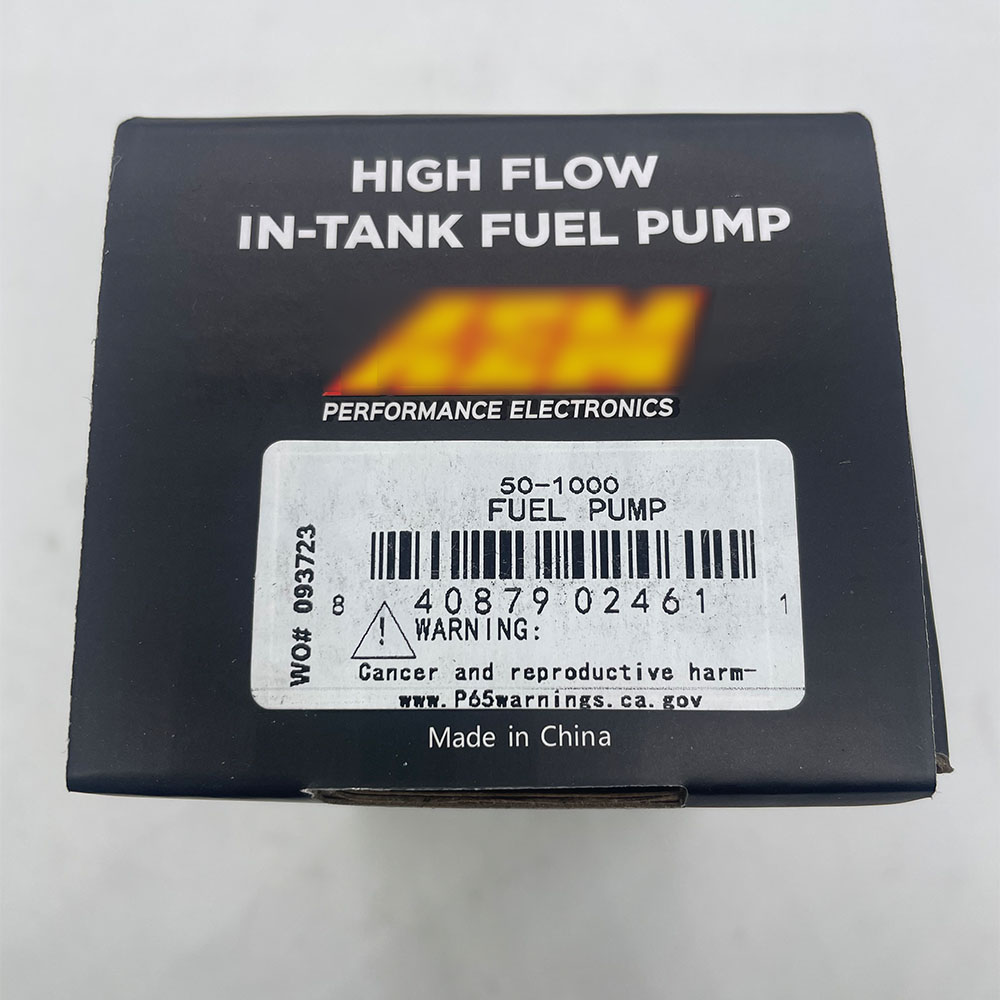 HIGH FLOW
IN-TANK FUEL PUMP
AEM
PERFORMANCE ELECTRONICS
50-1000
FUEL PUMP
WO# 093723
8 40879 02461 1
!
WARNING:
Cancer and reproductive harm-
www.P65warnings.ca.gov
Made in China